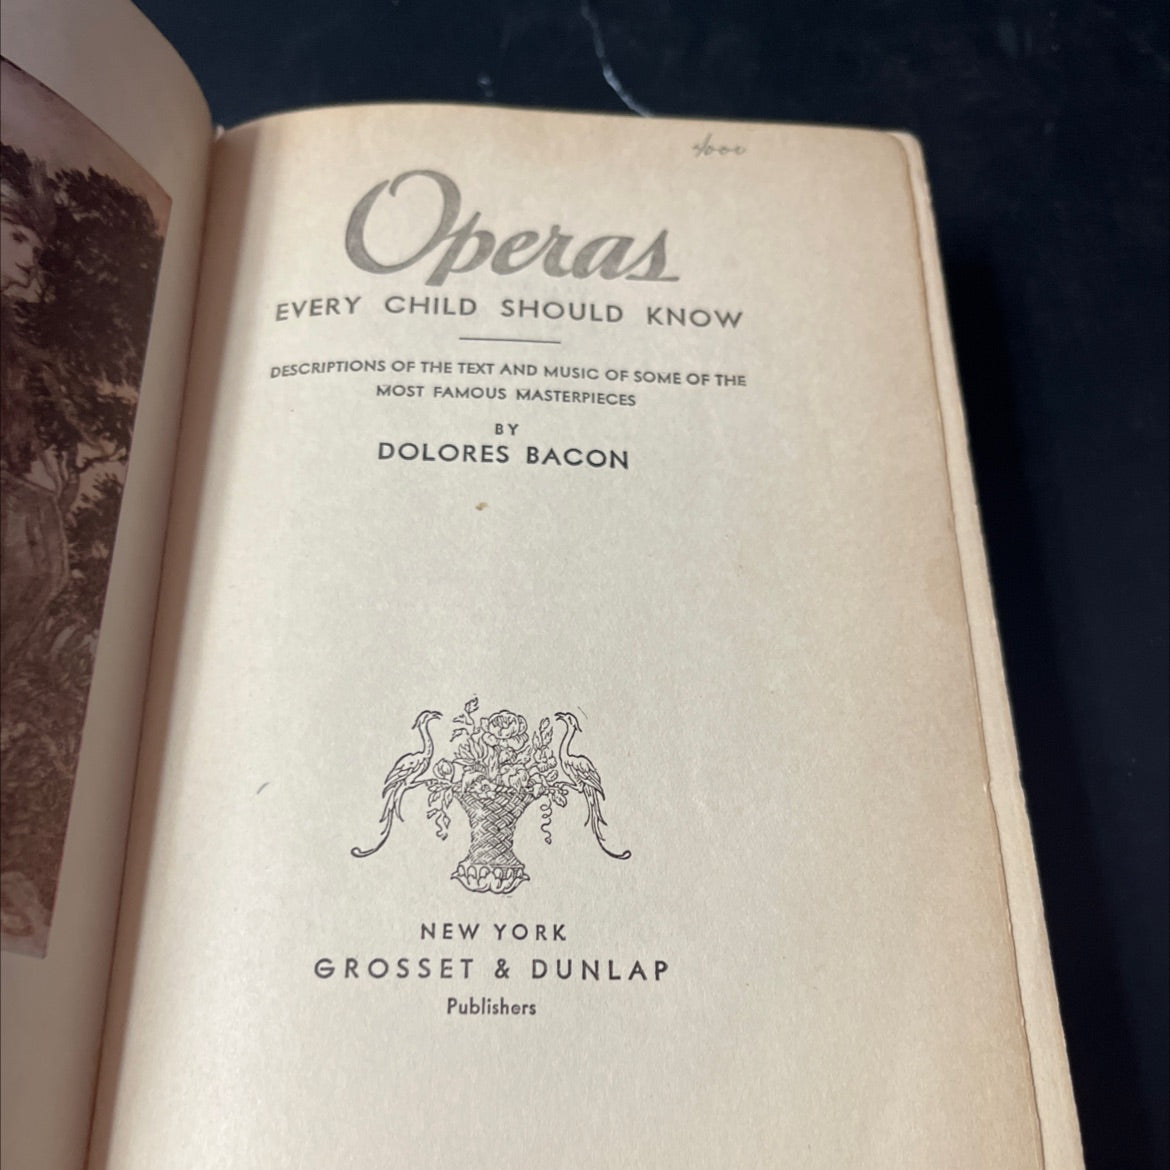 Operas
EVERY CHILD SHOULD KNOW
DESCRIPTIONS OF THE TEXT AND MUSIC OF SOME OF THE
MOST FAMOUS MASTERPIECES
BY
DOLORES BACON
NEW YORK
GROSSET & DUNLAP
Publishers